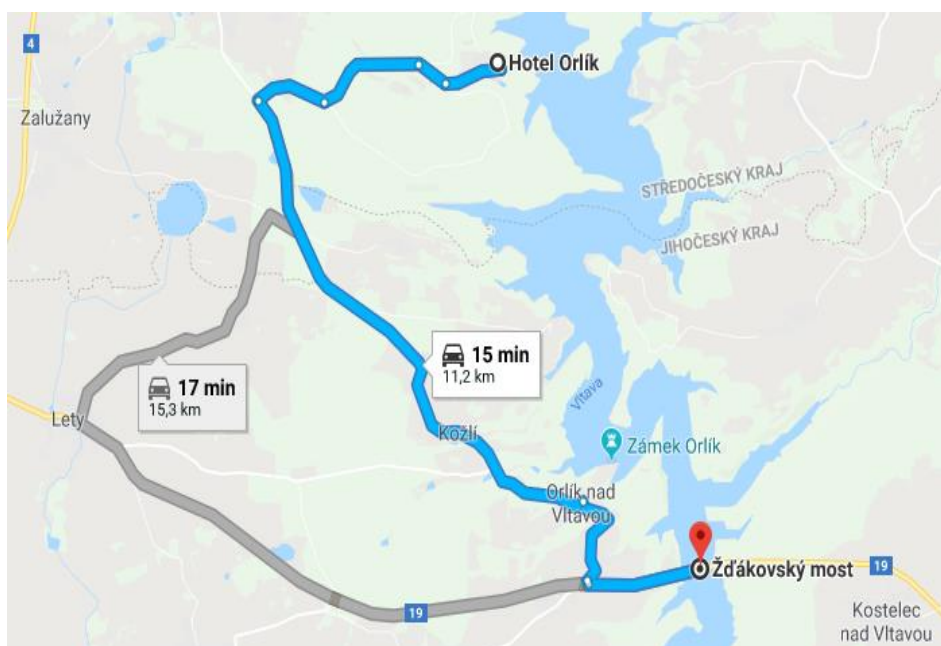 4
Hotel Orlík
Zalužany
STŘEDOČESKÝ KRAJ
JIHOČESKÝ KRAJ
15 min
11,2 km
17 min
15,3 km
Vltava
Lety
Kožlí
Zámek Orlík
Orlík nad
Vltavou
Žďákovský most
19
19
Kostelec
nad Vltavou